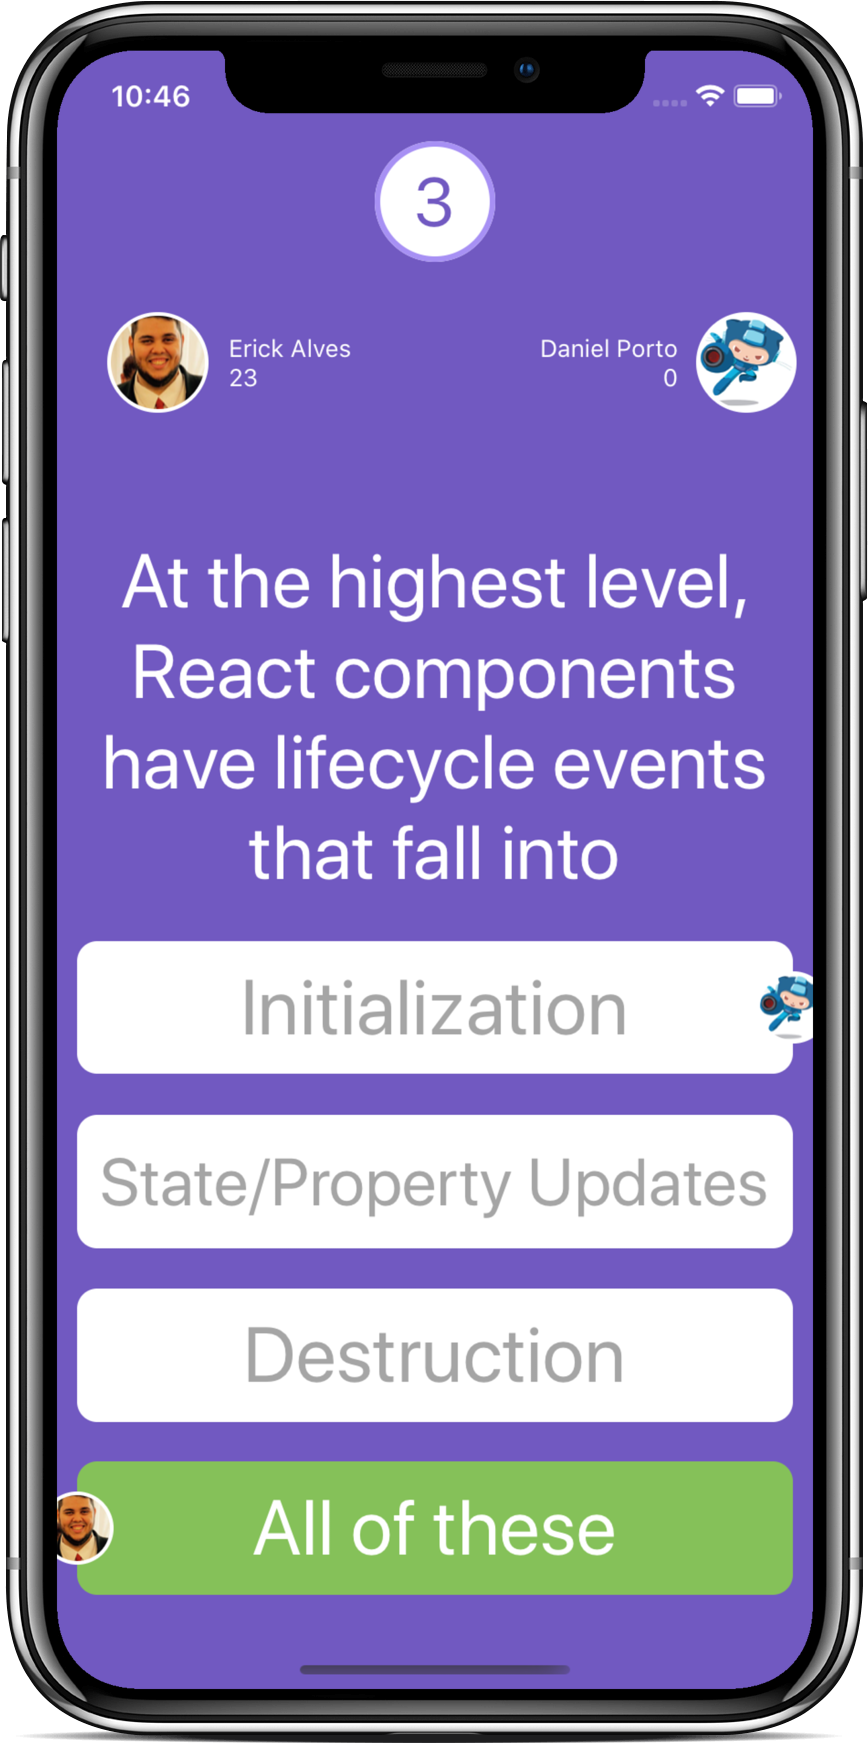 10:46
3
Erick Alves
23
Daniel Porto
0
At the highest level,
React components
have lifecycle events
that fall into
Initialization
State/Property Updates
Destruction
All of these